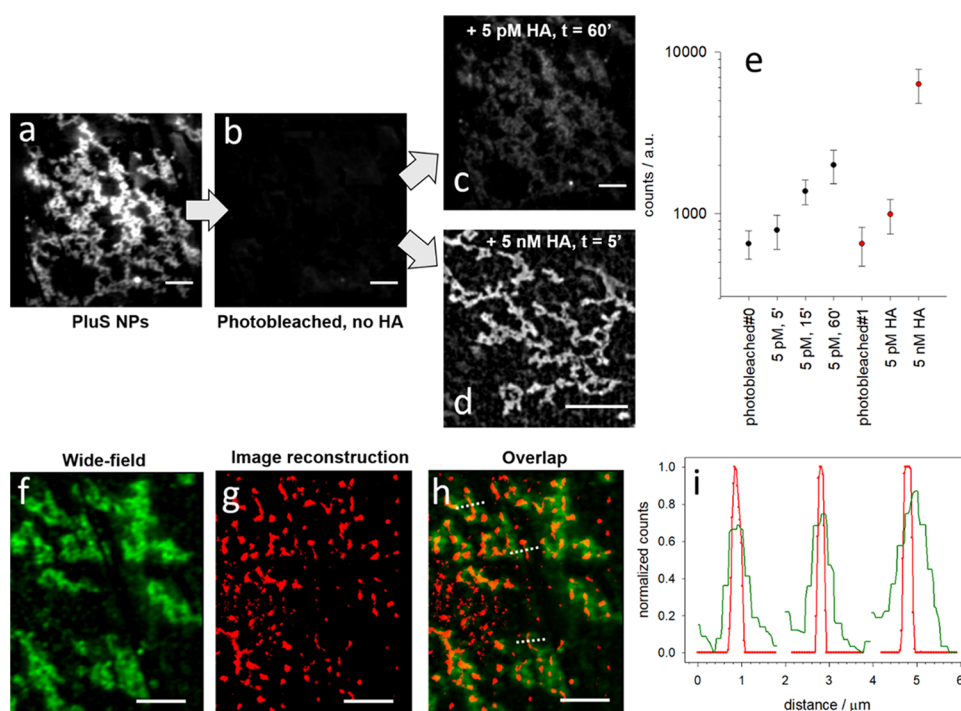 a
PluS NPs
b
Photobleached, no HA
+ 5 pM HA, t = 60’
c
+ 5 nM HA, t = 5’
d
e
10000
1000
counts / a.u.
photobleached#0
5 pM, 5'
5 pM, 15'
5 pM, 60'
photobleached#1
5 pM HA
5 nM HA
Wide-field
f
Image reconstruction
g
Overlap
h
i
1.0
0.8
0.6
0.4
0.2
0.0
normalized counts
0 1 2 3 4 5 6
distance / μm